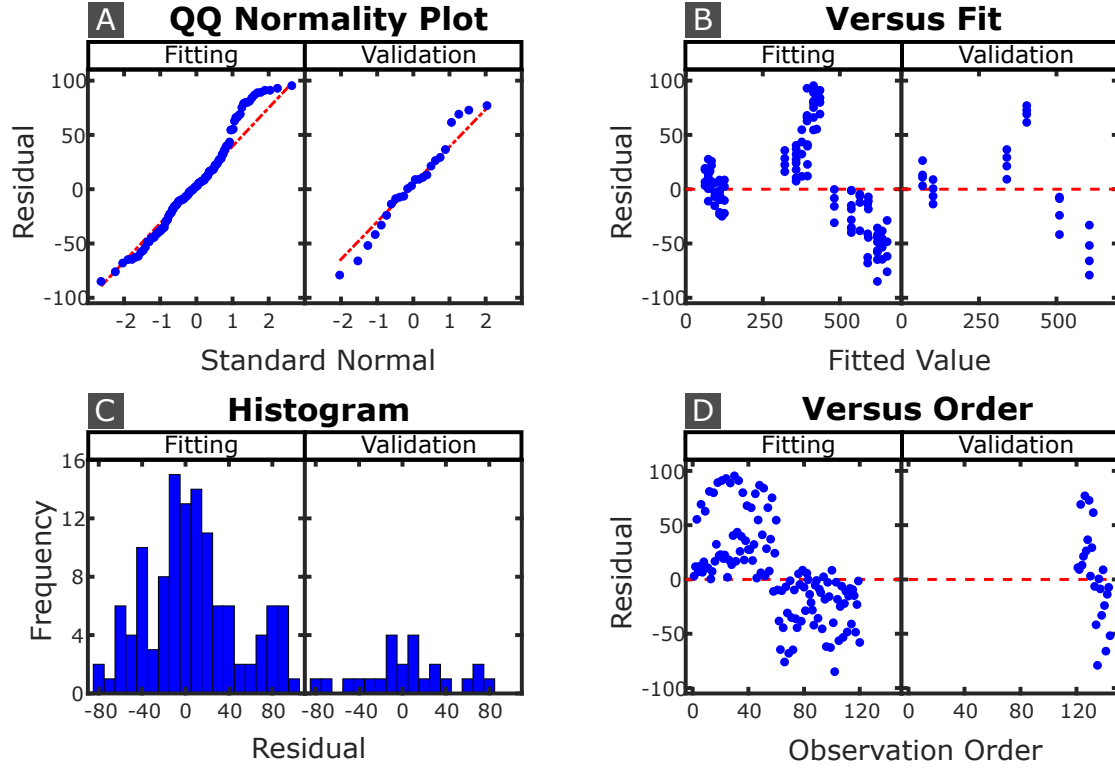 A QQ Normality Plot
Fitting Validation
100
50
0
-50
-100
Residual
-2 -1 0 1 2 -2 -1 0 1 2
Standard Normal
B Versus Fit
Fitting Validation
100
50
0
-50
-100
Residual
0 250 500 0 250 500
Fitted Value
C Histogram
Fitting Validation
16
12
8
4
0
Frequency
-80 -40 0 40 80 -80 -40 0 40 80
Residual
D Versus Order
Fitting Validation
100
50
0
-50
-100
Residual
0 40 80 120 0 40 80 120
Observation Order